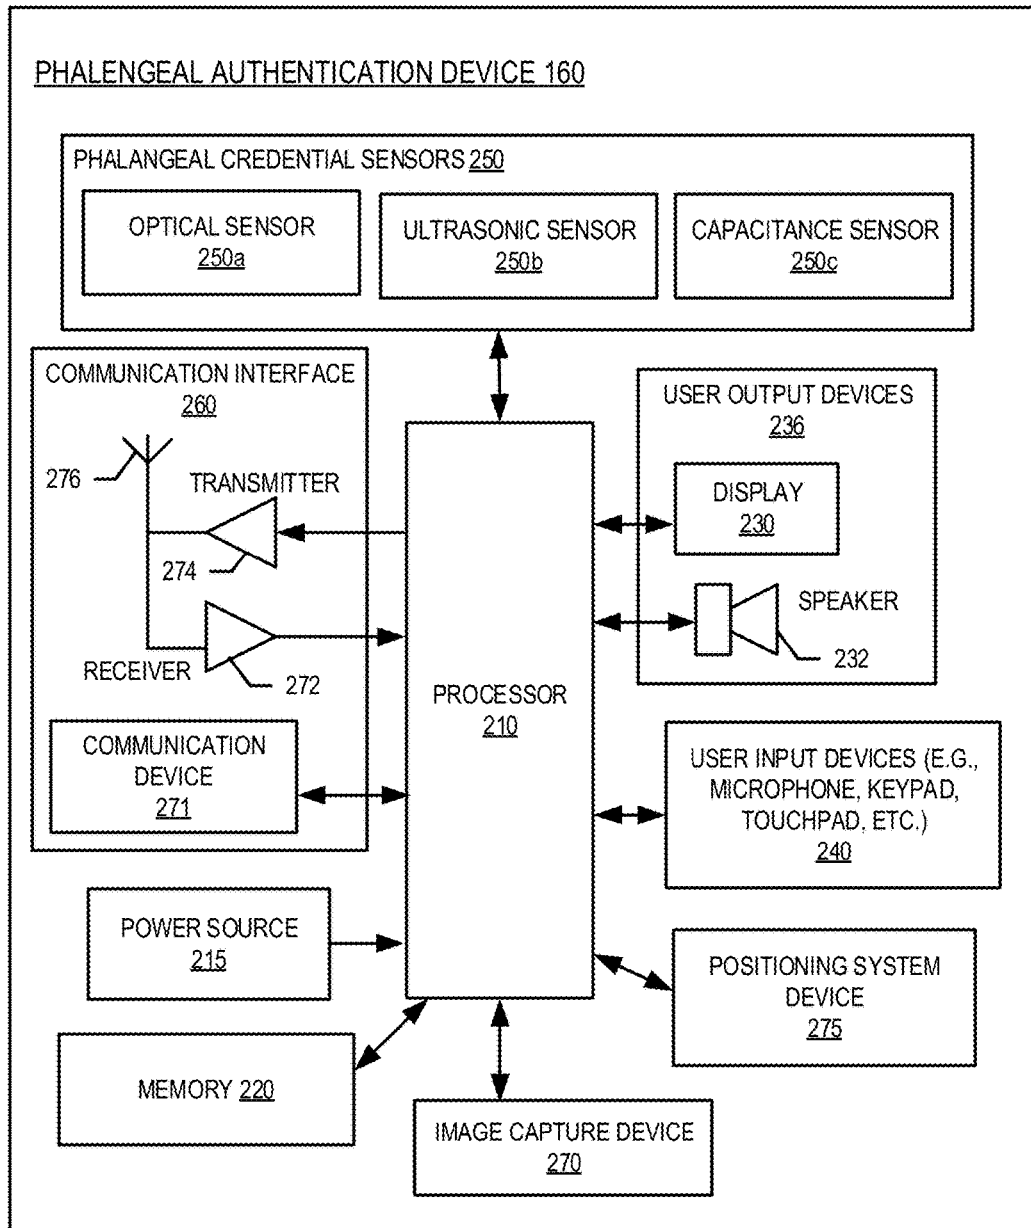 PHALENGEAL AUTHENTICATION DEVICE 160
PHALANGEAL CREDENTIAL SENSORS 250
OPTICAL SENSOR
250a
ULTRASONIC SENSOR
250b
CAPACITANCE SENSOR
250c
COMMUNICATION INTERFACE
260
276
TRANSMITTER
274
RECEIVER
272
COMMUNICATION
DEVICE
271
PROCESSOR
210
USER OUTPUT DEVICES
236
DISPLAY
230
SPEAKER
232
USER INPUT DEVICES (E.G.,
MICROPHONE, KEYPAD,
TOUCHPAD, ETC.)
240
POWER SOURCE
215
POSITIONING SYSTEM
DEVICE
275
MEMORY 220
IMAGE CAPTURE DEVICE
270